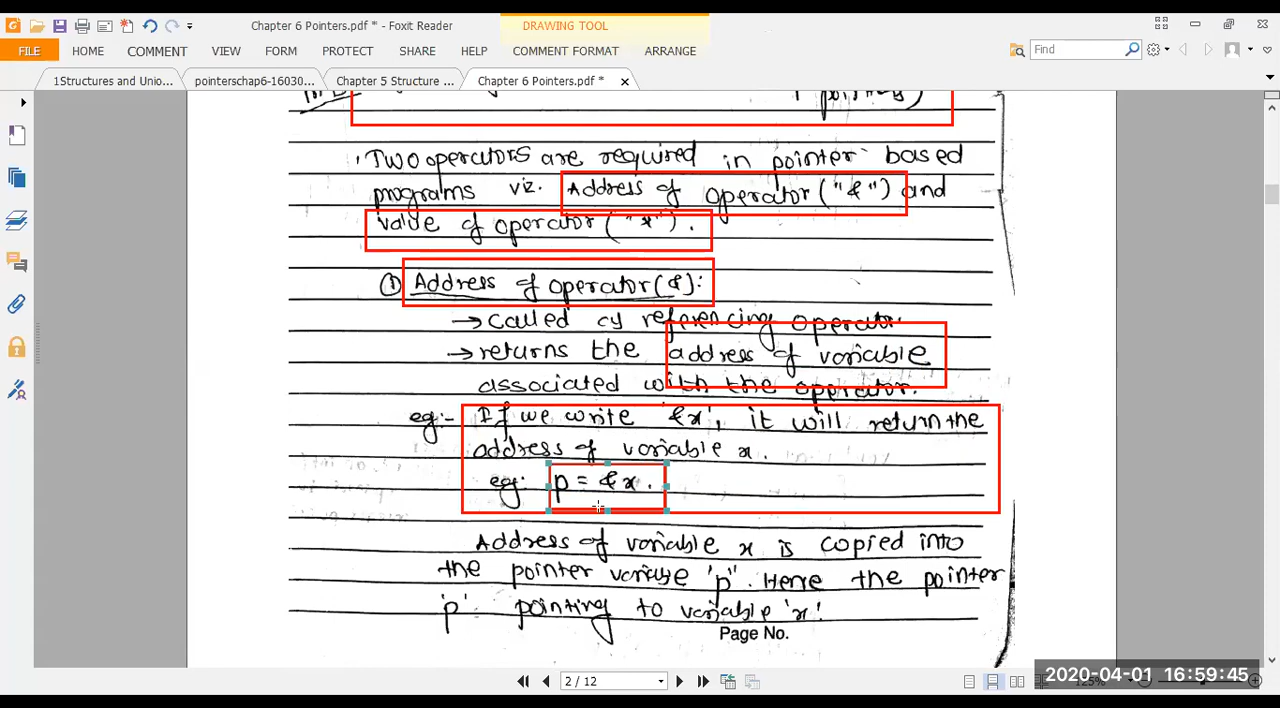 Chapter 6 Pointers.pdf * - Foxit Reader
DRAWING TOOL
FILE HOME COMMENT VIEW FORM PROTECT SHARE HELP COMMENT FORMAT ARRANGE Find
1Structures and Unio... pointerschap6-16030... Chapter 5 Structure ... Chapter 6 Pointers.pdf *
Two operators are required in pointer based
programs viz. Address of operator ("&") and
value of operator ("*").
① Address of operator(&):
→ called as referencing operator.
→ returns the address of variable
associated with the operator.
eg:- If we write '&x', it will return the
address of variable x.
eg: p = &x.
Address of variable x is copied into
the pointer variable 'p'. Here the pointer
'p' pointing to variable 'x'.
Page No.
2 / 12
2020-04-01 16:59:45